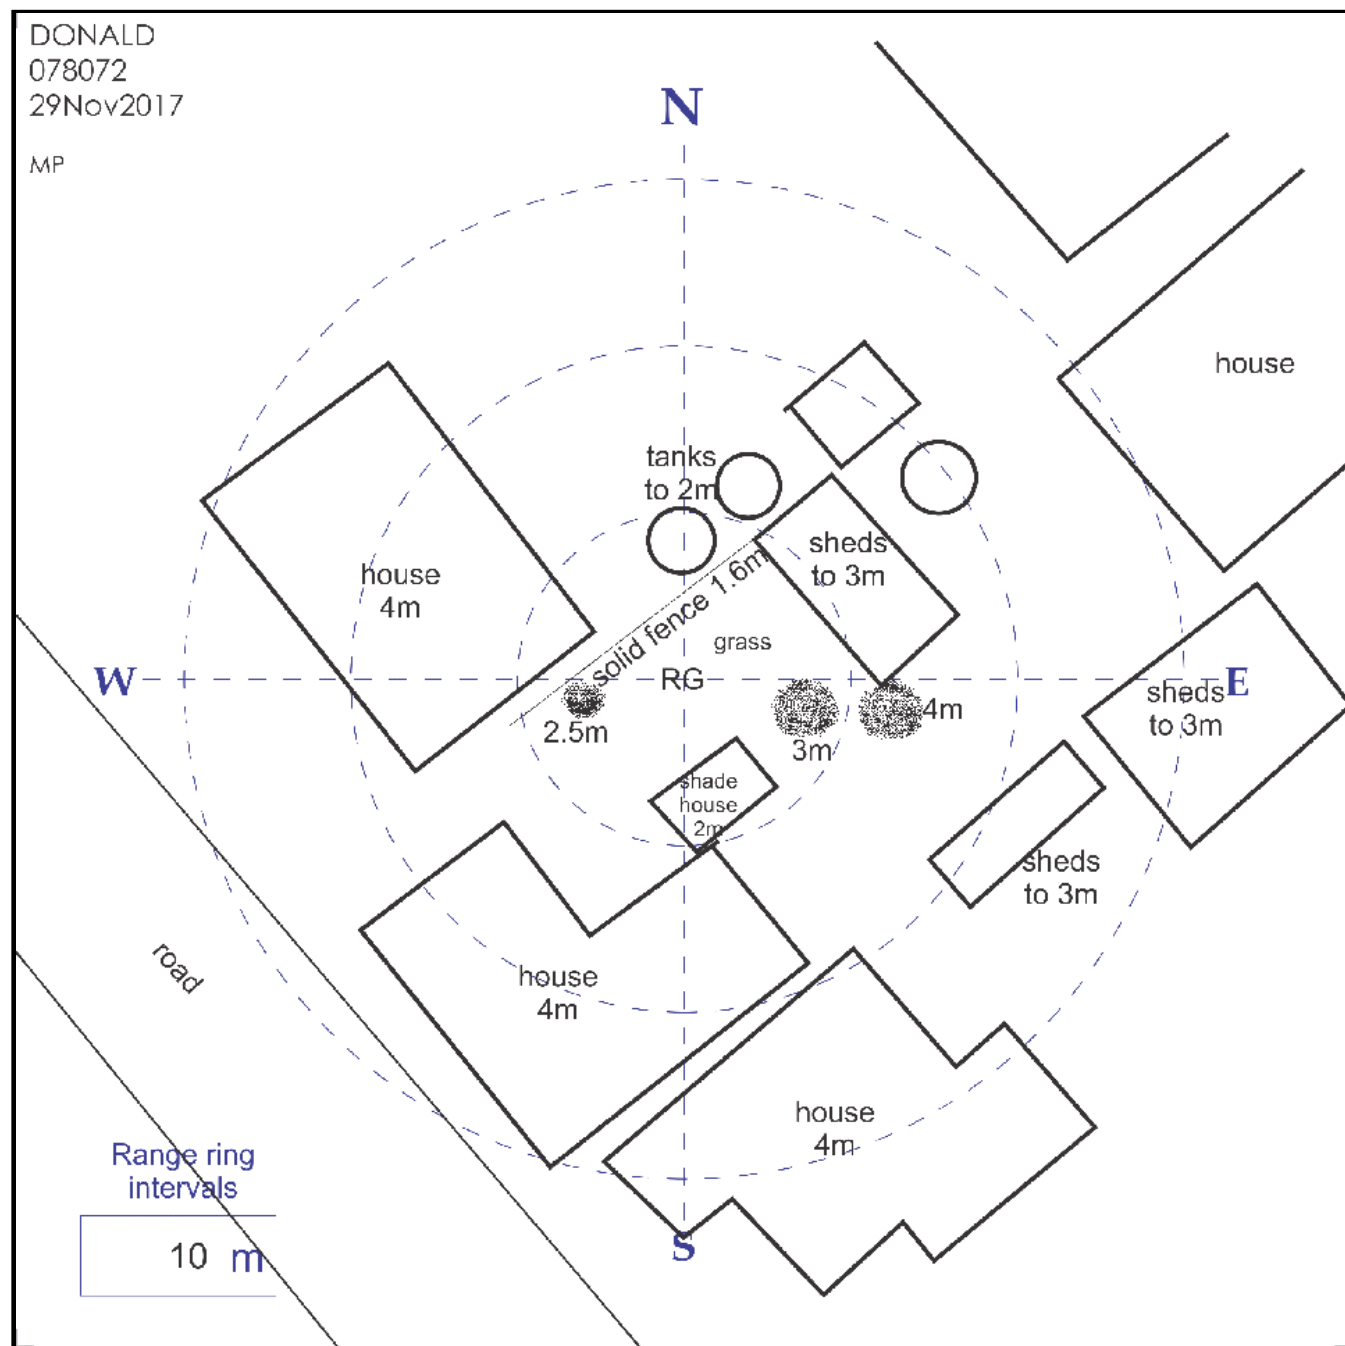 DONALD
078072
29Nov2017
MP
N
house
tanks
to 2m
sheds
to 3m
house
4m
solid fence 1.6m
grass
W
RG
E
sheds
to 3m
4m
2.5m
3m
shade
house
2m
sheds
to 3m
road
house
4m
house
4m
Range ring
intervals
10 m
S